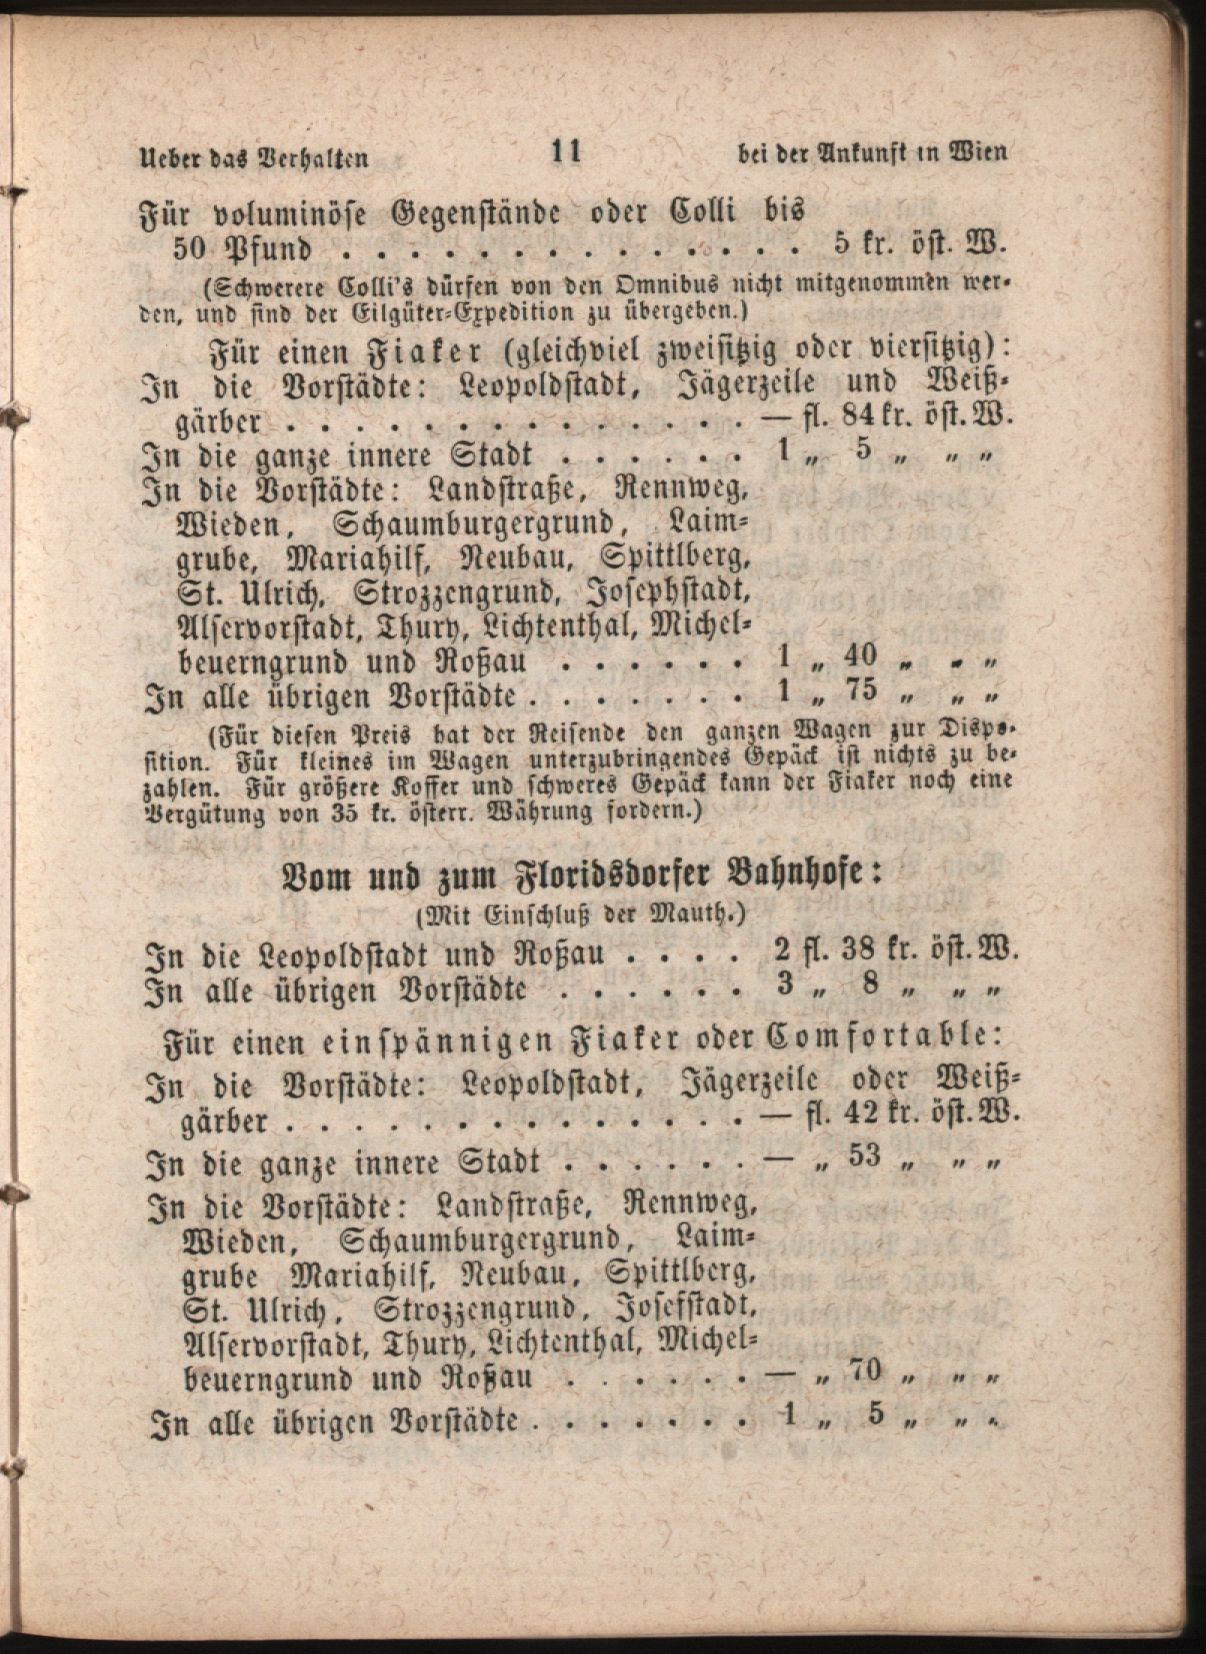 Ueber das Verhalten 11 bei der Ankunft in Wien
Für voluminöse Gegenstände oder Colli bis
50 Pfund . . . . . . . . . . . . . . 5 kr. öst. W.
(Schwerere Colli's dürfen von den Omnibus nicht mitgenommen wer-
den, und sind der Eilgüter-Expedition zu übergeben.)
Für einen Fiaker (gleichviel zweisitzig oder viersitzig):
In die Vorstädte: Leopoldstadt, Jägerzeile und Weiß-
gärber . . . . . . . . . . . . . . — fl. 84 kr. öst. W.
In die ganze innere Stadt . . . . . . 1 „ 5 „ „ „
In die Vorstädte: Landstraße, Rennweg,
Wieden, Schaumburgergrund, Laim-
grube, Mariahilf, Neubau, Spittlberg,
St. Ulrich, Strozzengrund, Josephstadt,
Alservorstadt, Thury, Lichtenthal, Michel-
beuerngrund und Roßau . . . . . . 1 „ 40 „ „ „
In alle übrigen Vorstädte . . . . . . . 1 „ 75 „ „ „
(Für diesen Preis hat der Reisende den ganzen Wagen zur Dispo-
sition. Für kleines im Wagen unterzubringendes Gepäck ist nichts zu be-
zahlen. Für größere Koffer und schweres Gepäck kann der Fiaker noch eine
Vergütung von 35 kr. österr. Währung fordern.)
Vom und zum Floridsdorfer Bahnhofe:
(Mit Einschluß der Mauth.)
In die Leopoldstadt und Roßau . . . . 2 fl. 38 kr. öst. W.
In alle übrigen Vorstädte . . . . . . 3 „ 8 „ „ „
Für einen einspännigen Fiaker oder Comfortable:
In die Vorstädte: Leopoldstadt, Jägerzeile oder Weiß-
gärber . . . . . . . . . . . . . . — fl. 42 kr. öst. W.
In die ganze innere Stadt . . . . . . — „ 53 „ „ „
In die Vorstädte: Landstraße, Rennweg,
Wieden, Schaumburgergrund, Laim-
grube Mariahilf, Neubau, Spittlberg,
St. Ulrich, Strozzengrund, Josefstadt,
Alservorstadt, Thury, Lichtenthal, Michel-
beuerngrund und Roßau . . . . . . — „ 70 „ „ „
In alle übrigen Vorstädte . . . . . . . 1 „ 5 „ „ „